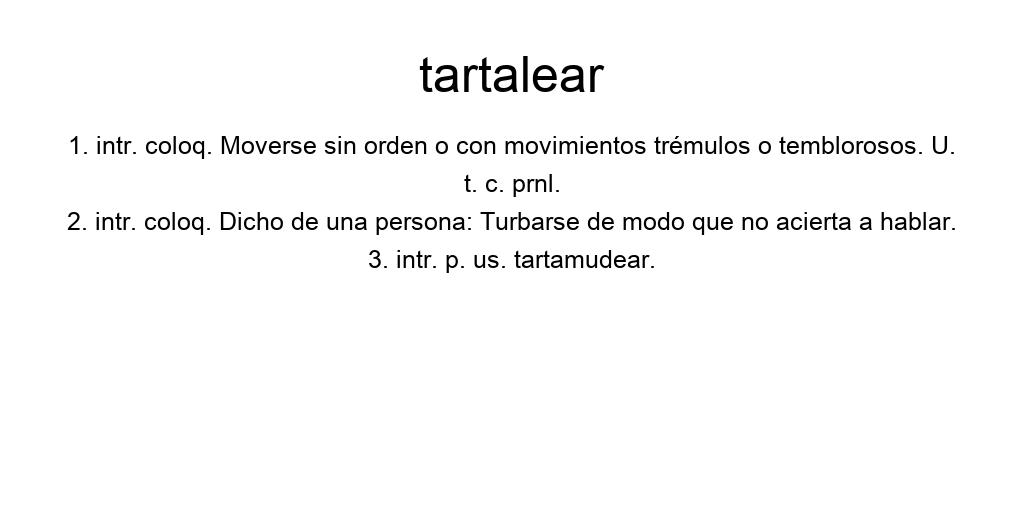 tartalear
1. intr. coloq. Moverse sin orden o con movimientos trémulos o temblorosos. U.
t. c. prnl.
2. intr. coloq. Dicho de una persona: Turbarse de modo que no acierta a hablar.
3. intr. p. us. tartamudear.